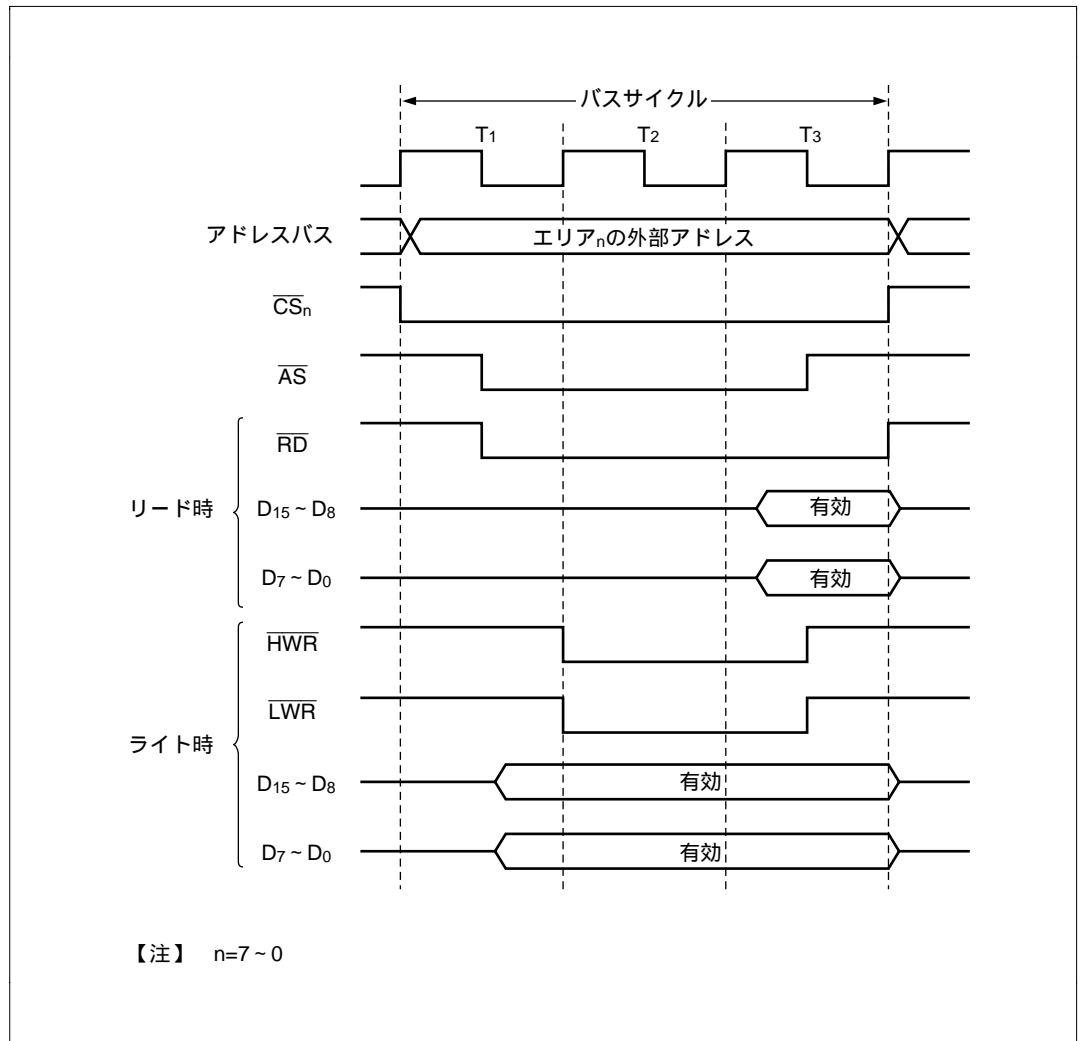 バスサイクル
T1 T2 T3
アドレスバス エリアnの外部アドレス
CSn
AS
RD
リード時 D15~D8 有効
D7~D0 有効
HWR
LWR
ライト時
D15~D8 有効
D7~D0 有効
【注】 n=7~0